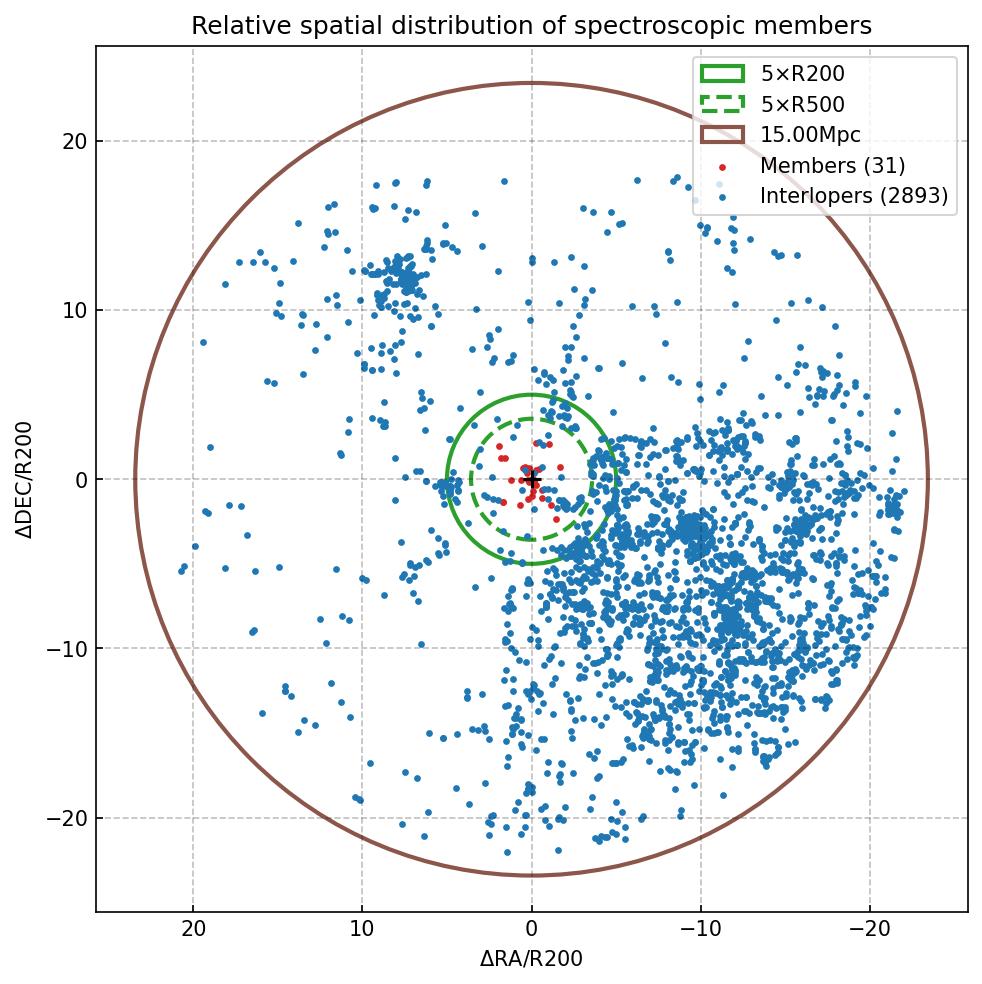 Relative spatial distribution of spectroscopic members
5×R200
5×R500
15.00Mpc
Members (31)
Interlopers (2893)
20
10
0
−10
−20
ΔDEC/R200
20
10
0
−10
−20
ΔRA/R200